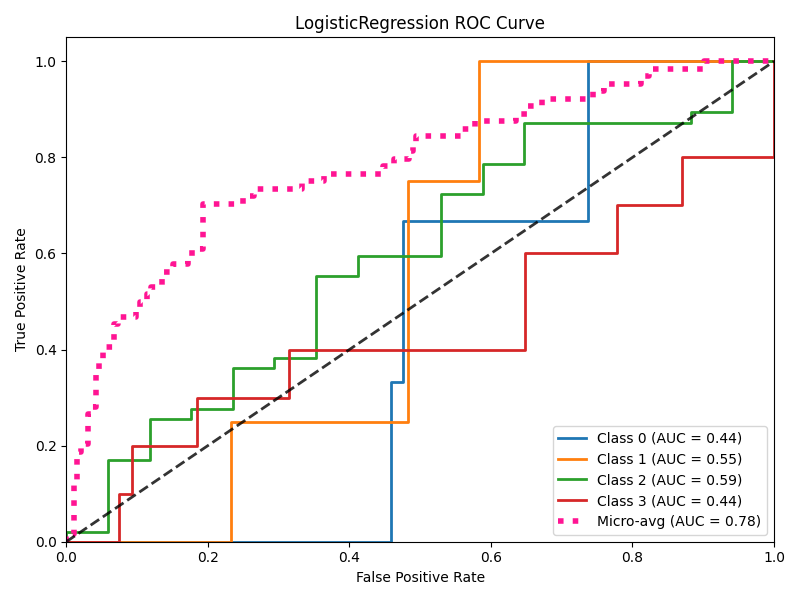 LogisticRegression ROC Curve
True Positive Rate
1.0
0.8
0.6
0.4
0.2
0.0
Class 0 (AUC = 0.44)
Class 1 (AUC = 0.55)
Class 2 (AUC = 0.59)
Class 3 (AUC = 0.44)
Micro-avg (AUC = 0.78)
0.0 0.2 0.4 0.6 0.8 1.0
False Positive Rate